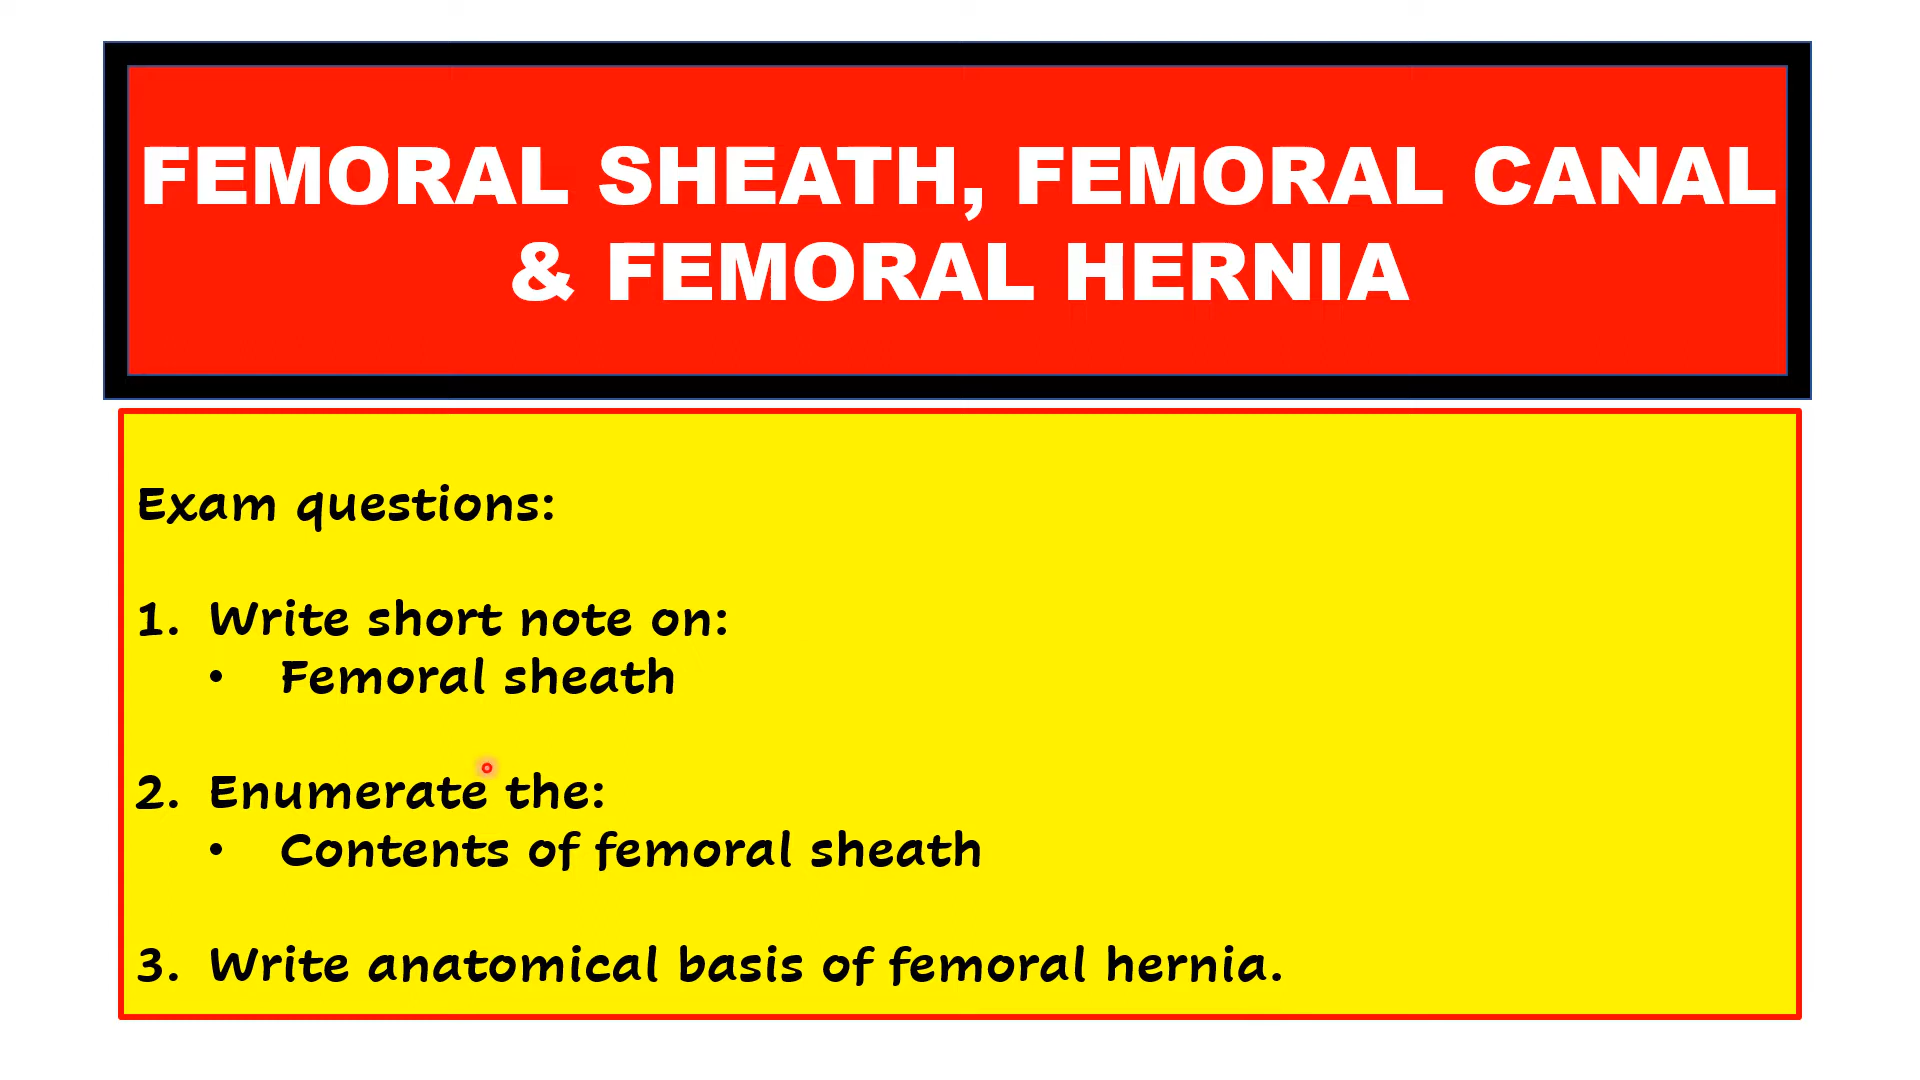 FEMORAL SHEATH, FEMORAL CANAL
& FEMORAL HERNIA
Exam questions:
1. Write short note on:
• Femoral sheath
2. Enumerate the:
• Contents of femoral sheath
3. Write anatomical basis of femoral hernia.